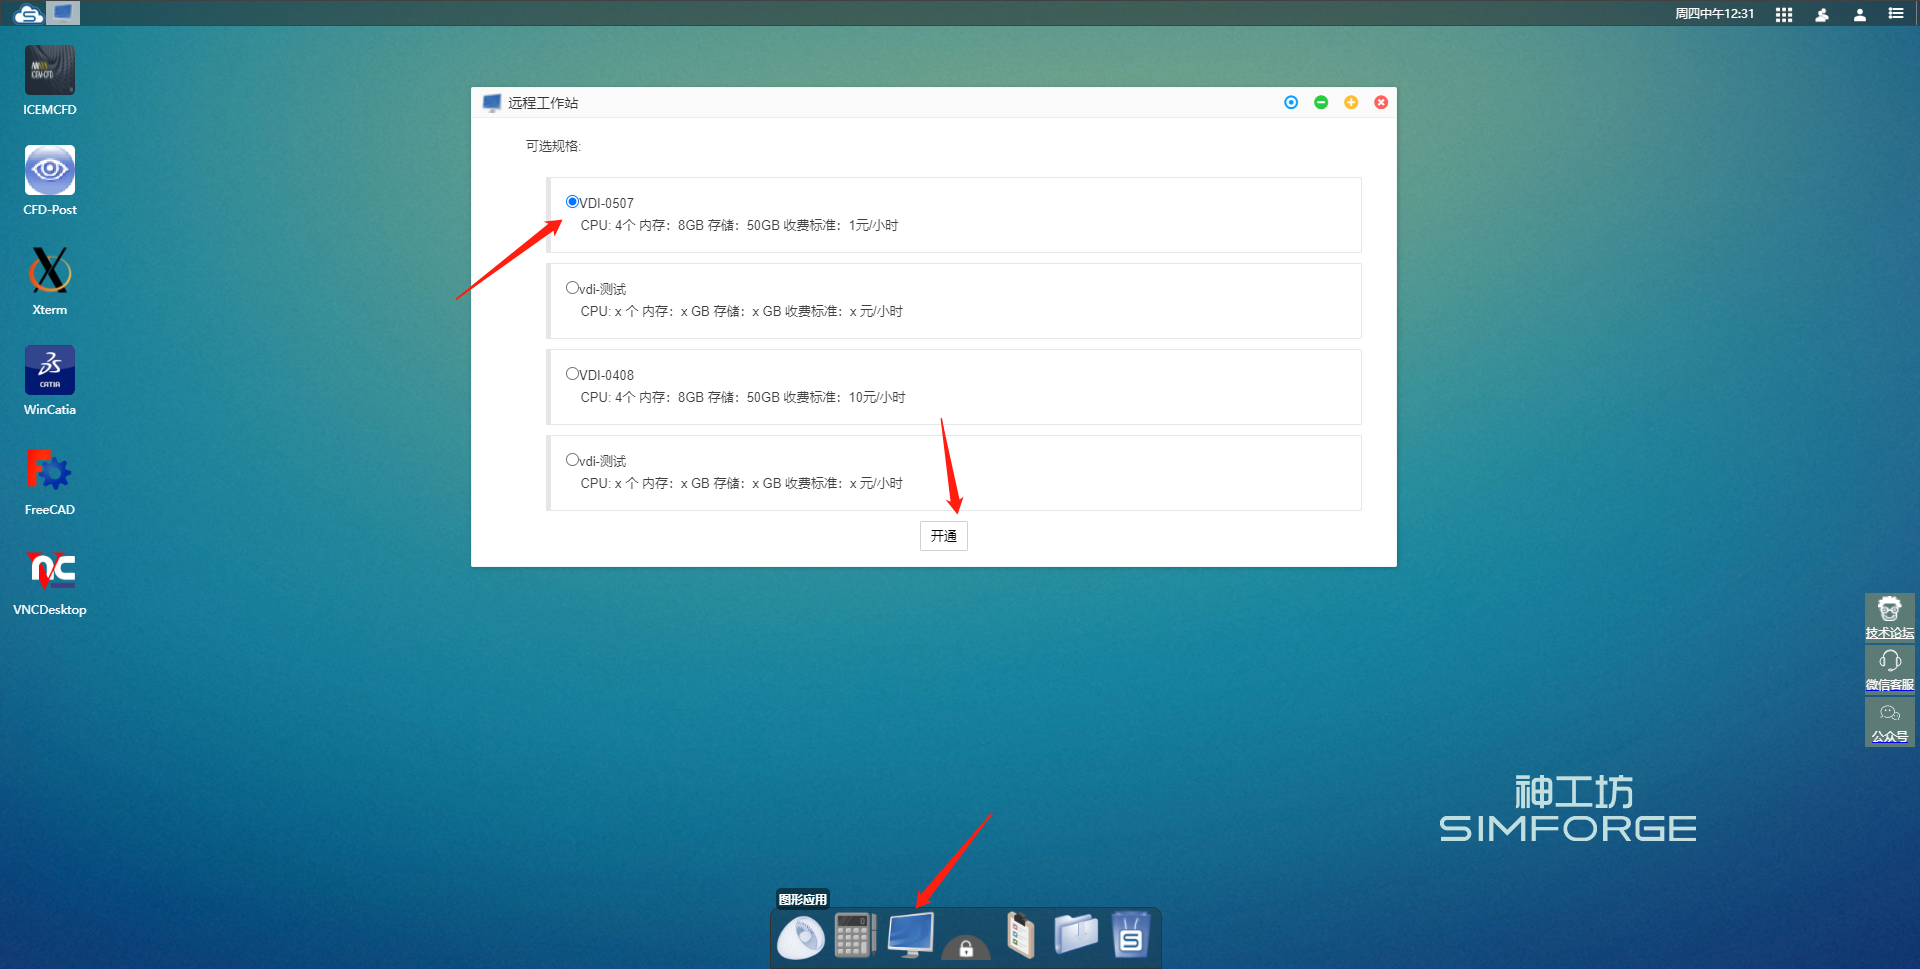 周四中午12:31
ICEMCFD
CFD-Post
Xterm
WinCatia
CATIA
FreeCAD
VNCDesktop
远程工作站
可选规格:
VDI-0507
CPU: 4个 内存：8GB 存储：50GB 收费标准：1元/小时
vdi-测试
CPU: x 个 内存：x GB 存储：x GB 收费标准：x 元/小时
VDI-0408
CPU: 4个 内存：8GB 存储：50GB 收费标准：10元/小时
vdi-测试
CPU: x 个 内存：x GB 存储：x GB 收费标准：x 元/小时
开通
技术论坛
微信客服
公众号
神工坊
SIMFORGE
图形应用